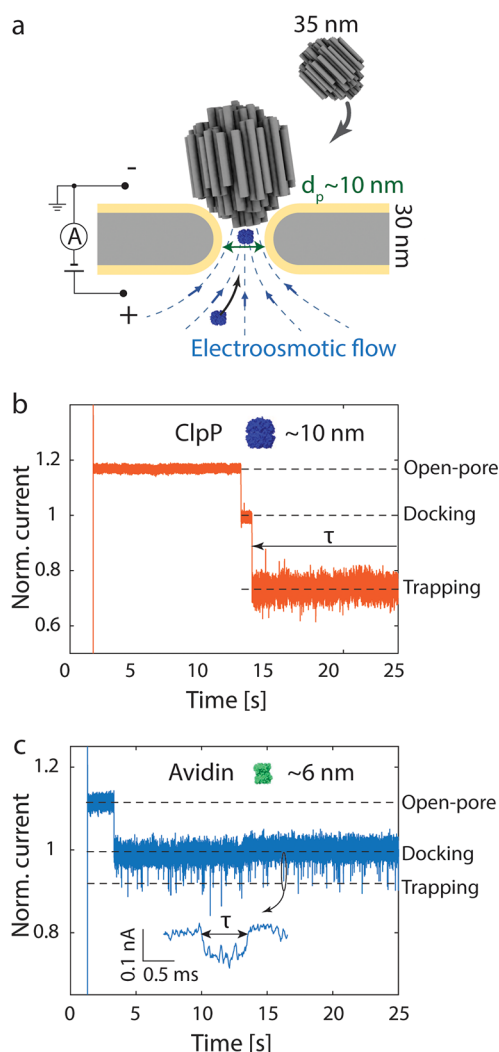 a
35 nm
-
dp~10 nm
30 nm
A
+
Electroosmotic flow
b
ClpP ~10 nm
1.2
Open-pore
1
Docking
τ
0.8
Trapping
0.6
Norm. current
0 5 10 15 20 25
Time [s]
c
Avidin ~6 nm
1.2
Open-pore
1
Docking
Trapping
τ
0.8
0.1 nA
0.5 ms
Norm. current
0 5 10 15 20 25
Time [s]